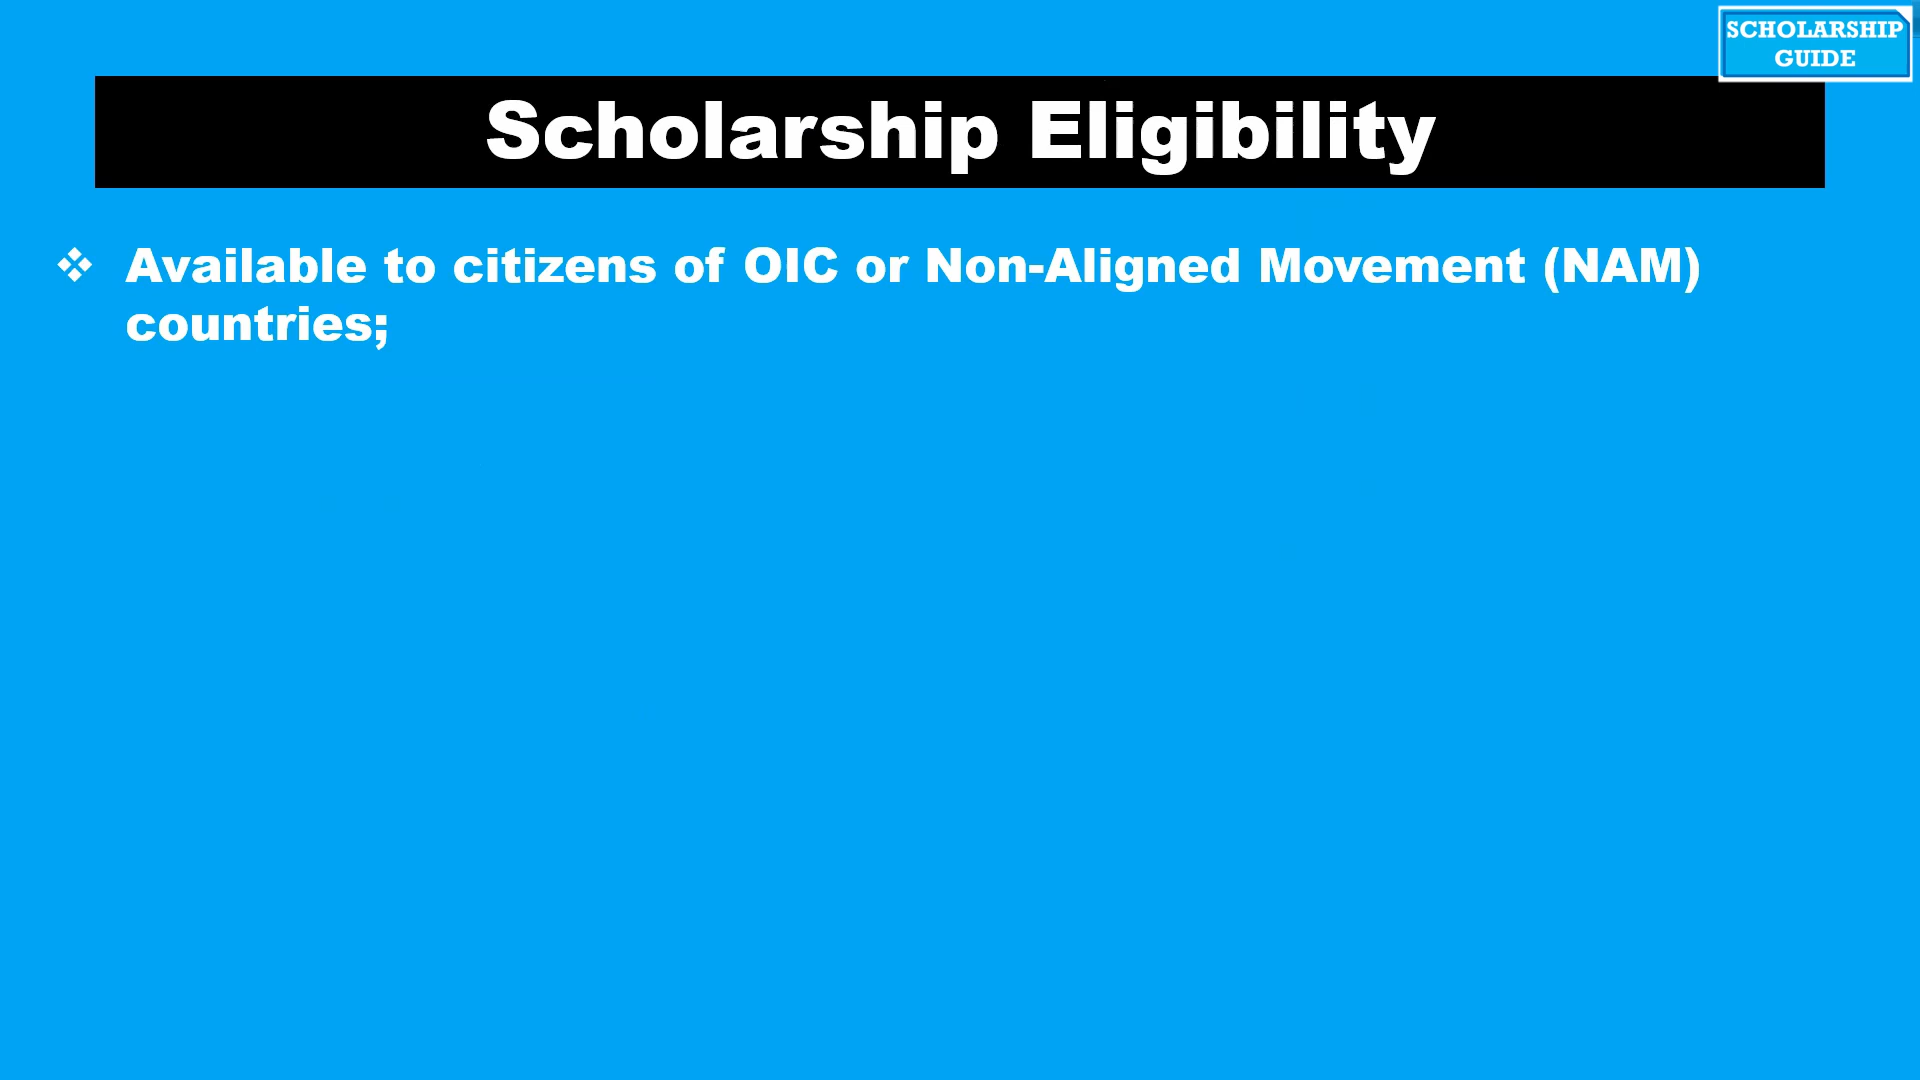 SCHOLARSHIP
GUIDE
Scholarship Eligibility
❖ Available to citizens of OIC or Non-Aligned Movement (NAM)
countries;